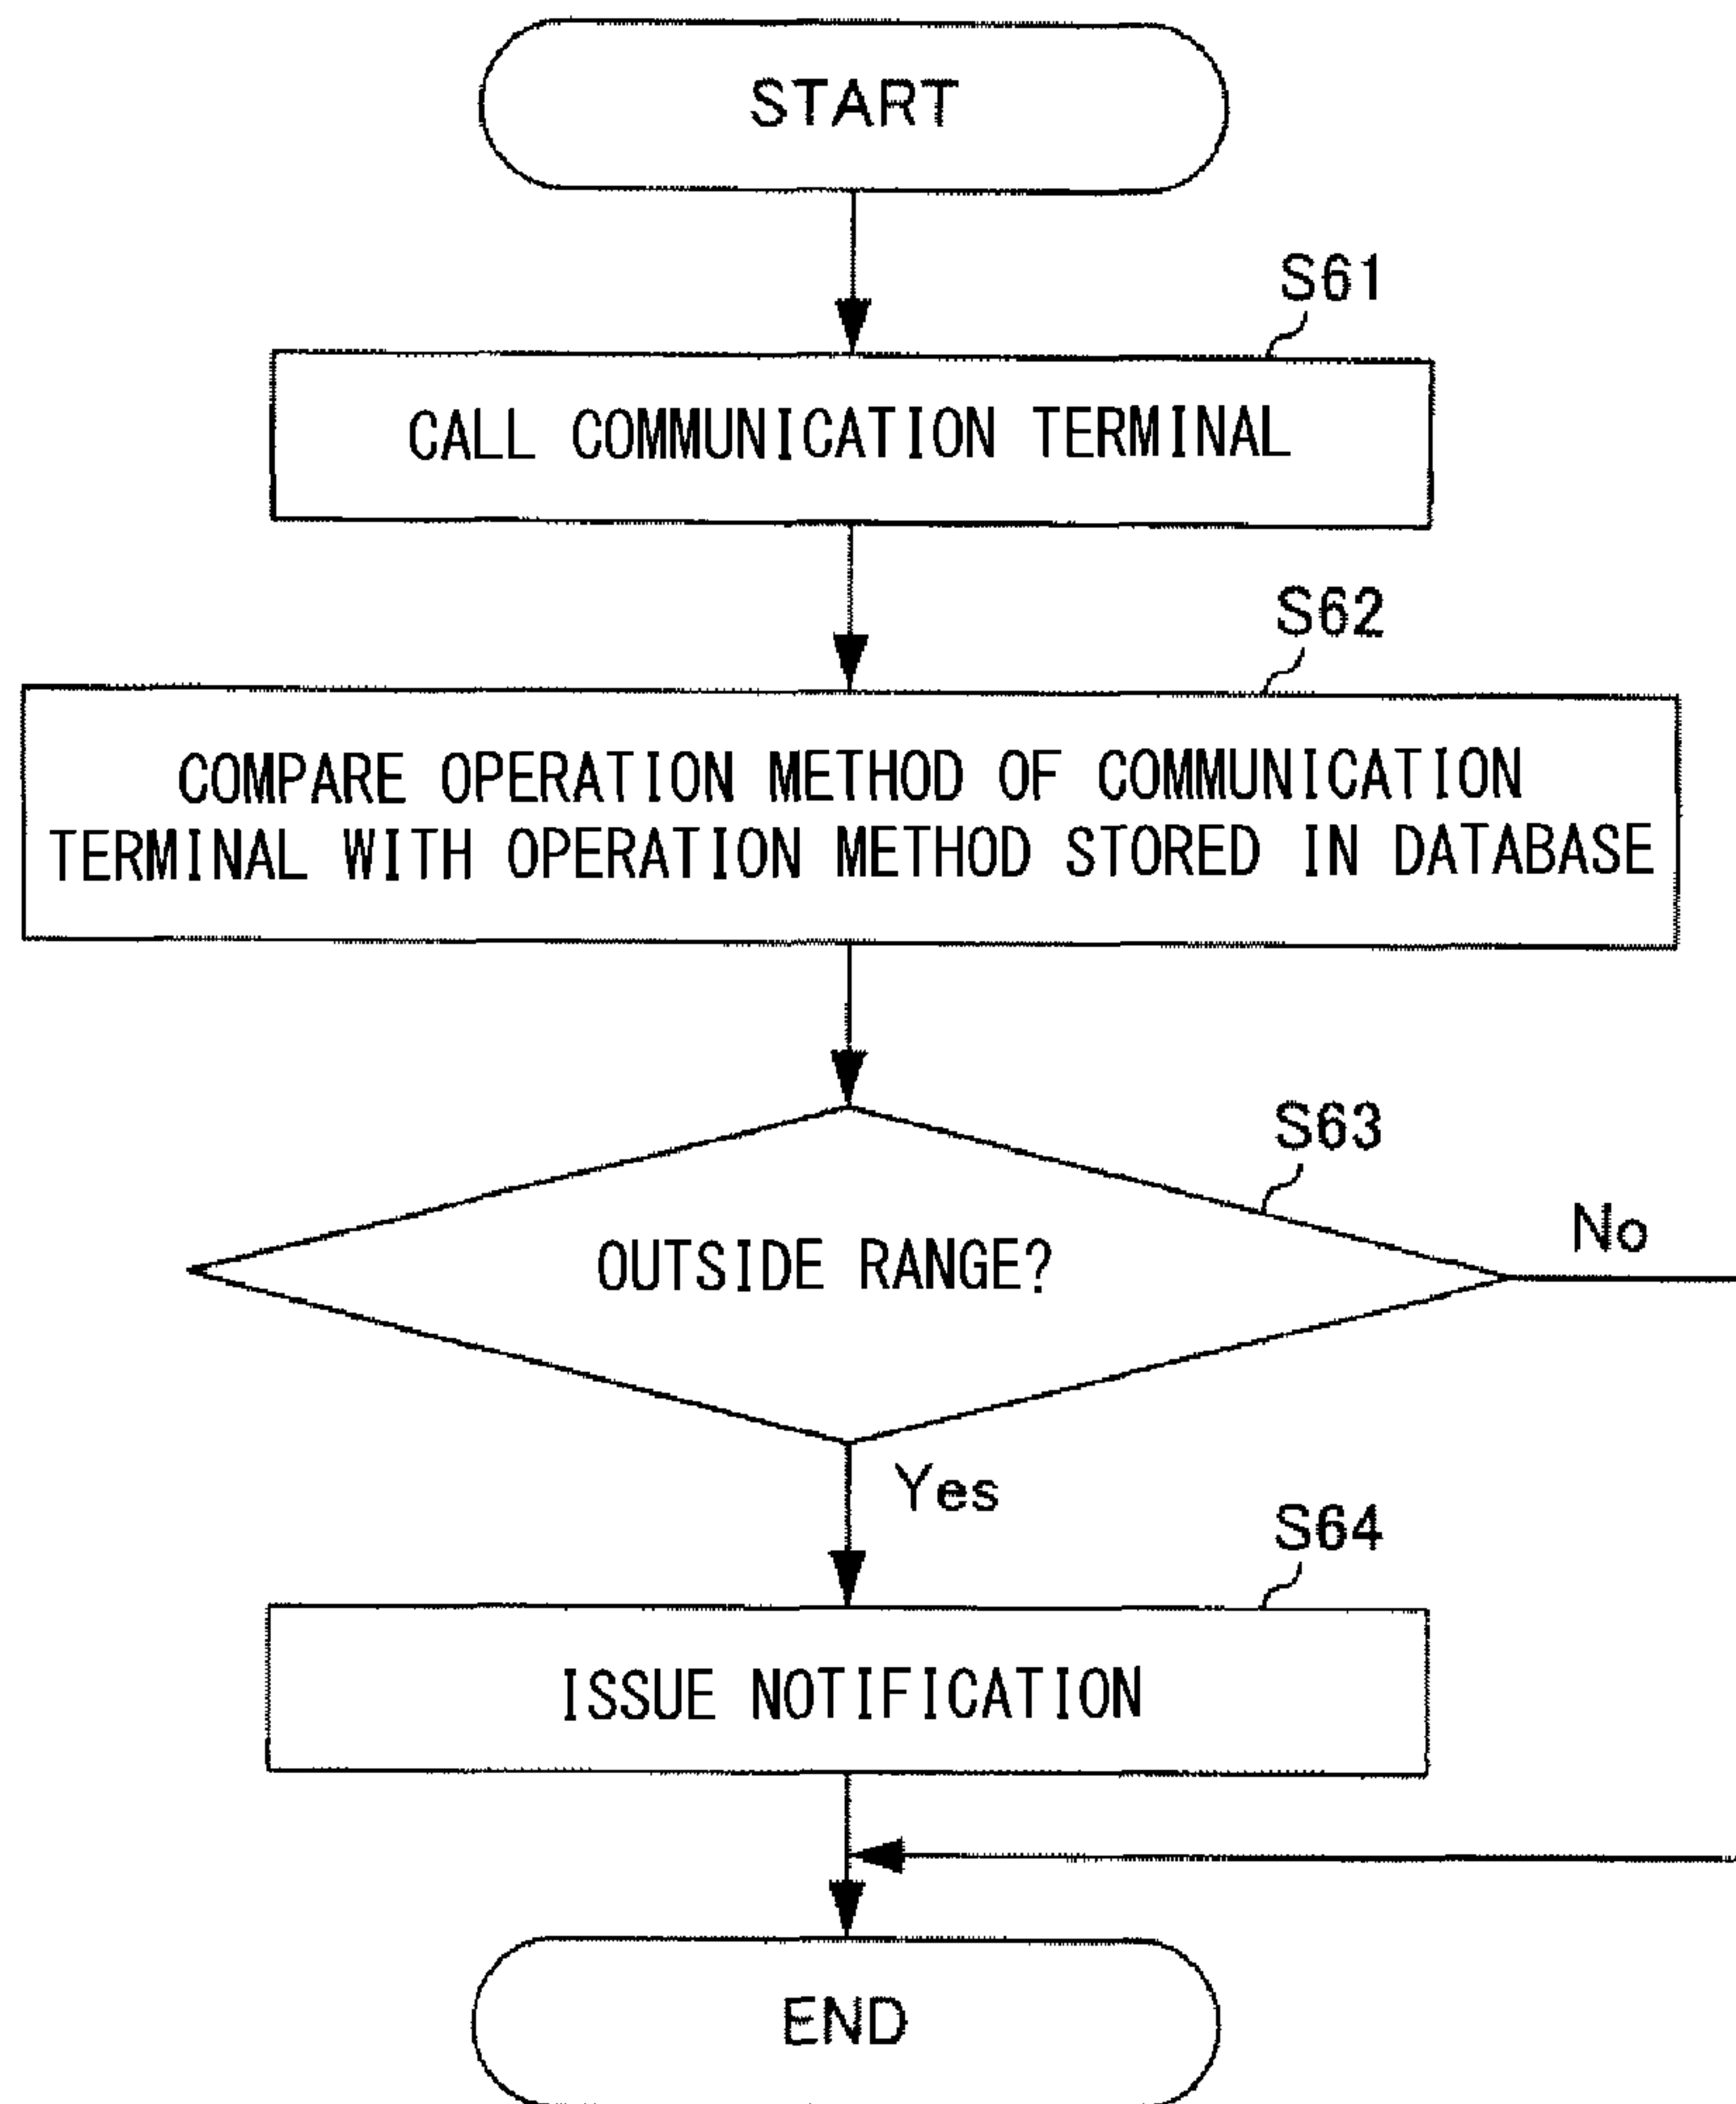 START
S61
CALL COMMUNICATION TERMINAL
S62
COMPARE OPERATION METHOD OF COMMUNICATION
TERMINAL WITH OPERATION METHOD STORED IN DATABASE
S63
OUTSIDE RANGE?
No
Yes
S64
ISSUE NOTIFICATION
END